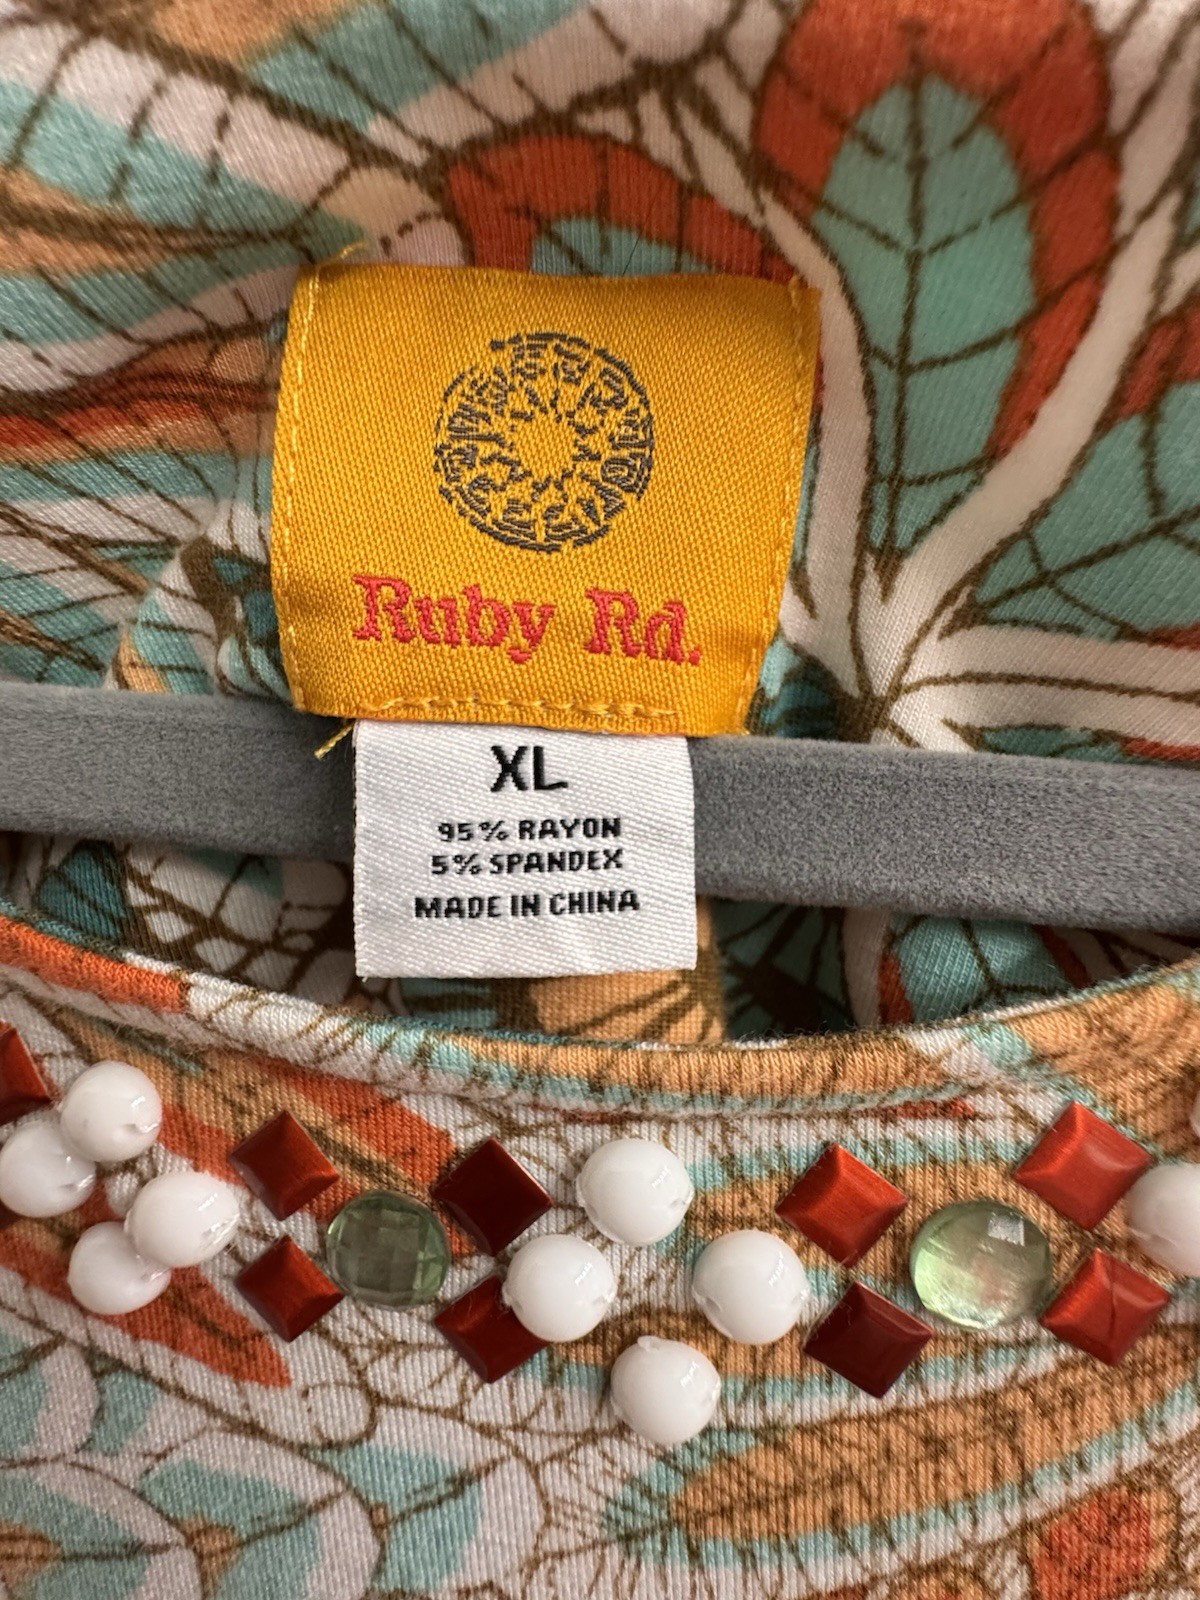 Ruby Rd.
XL
95% RAYON
5% SPANDEX
MADE IN CHINA